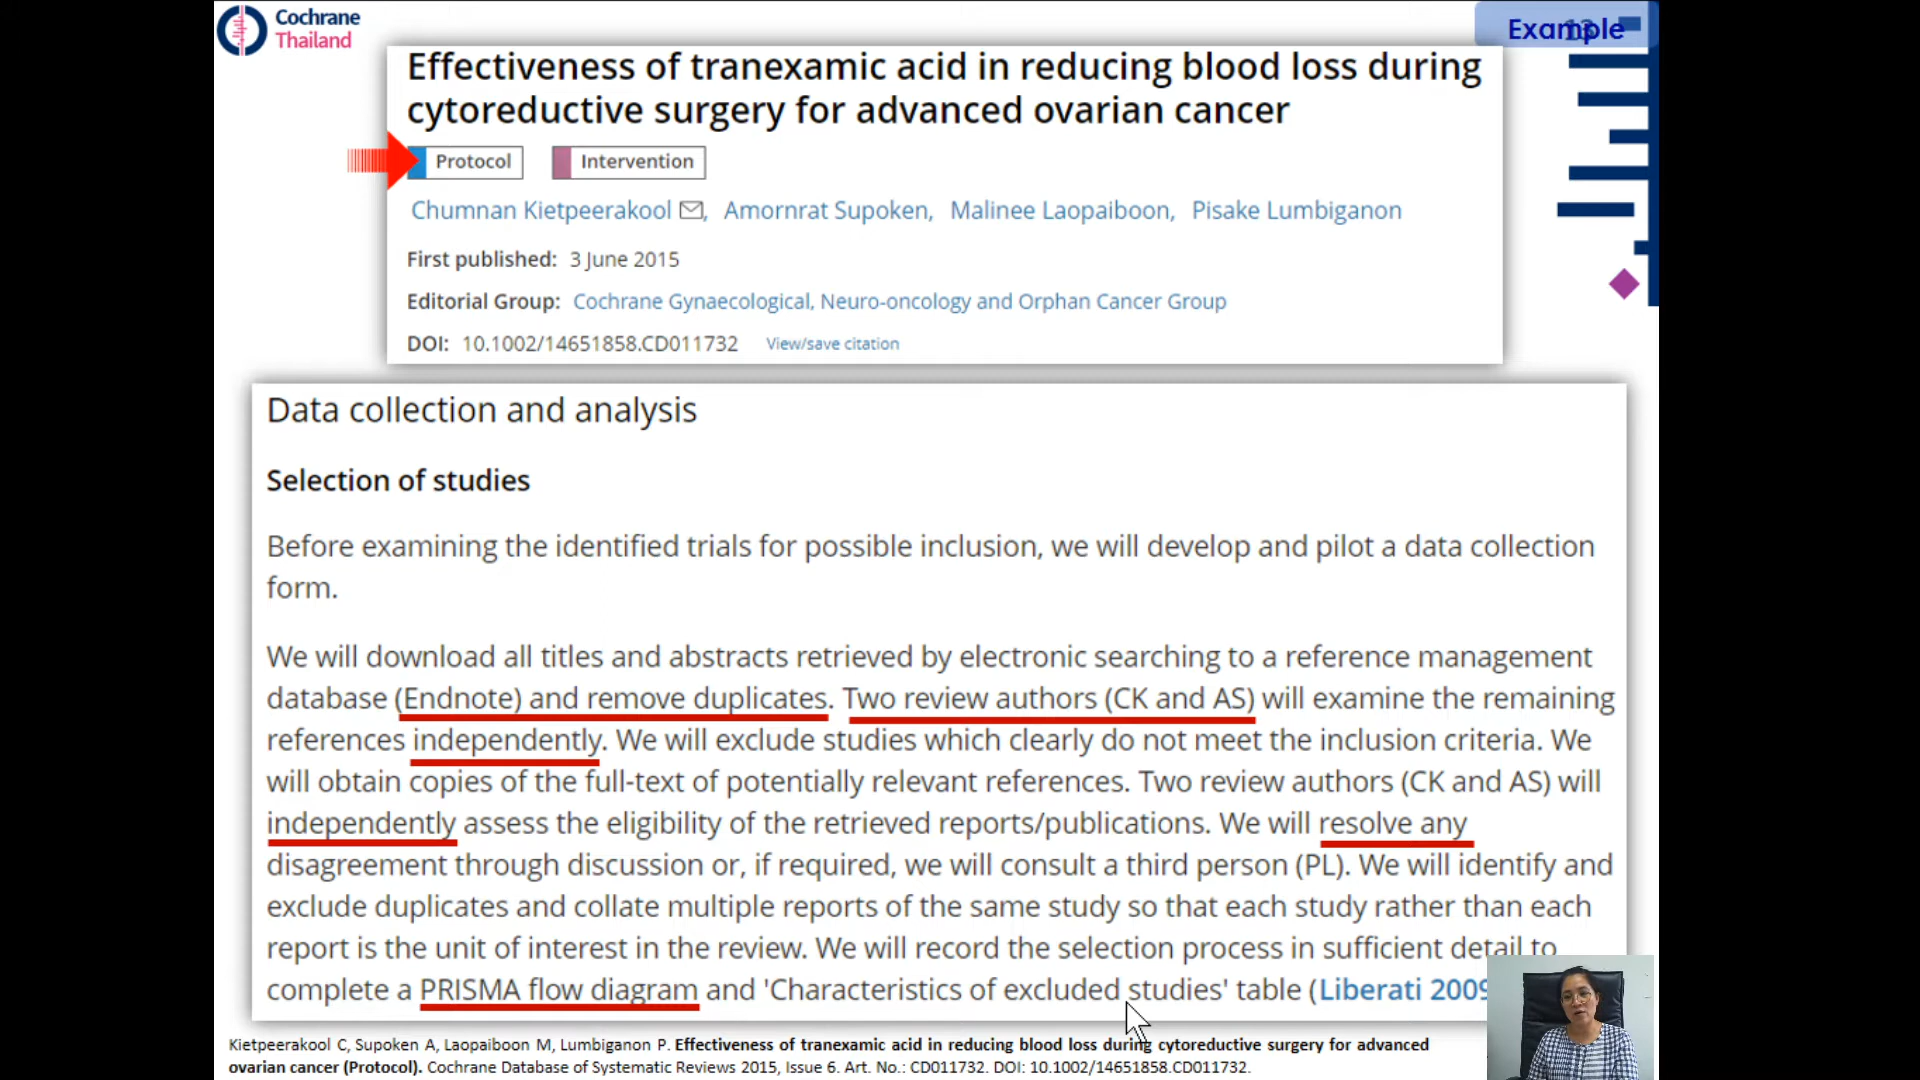 Cochrane
Thailand
Example
13
Effectiveness of tranexamic acid in reducing blood loss during
cytoreductive surgery for advanced ovarian cancer
Protocol
Intervention
Chumnan Kietpeerakool, Amornrat Supoken, Malinee Laopaiboon, Pisake Lumbiganon
First published: 3 June 2015
Editorial Group: Cochrane Gynaecological, Neuro-oncology and Orphan Cancer Group
DOI: 10.1002/14651858.CD011732 View/save citation
Data collection and analysis
Selection of studies
Before examining the identified trials for possible inclusion, we will develop and pilot a data collection
form.
We will download all titles and abstracts retrieved by electronic searching to a reference management
database (Endnote) and remove duplicates. Two review authors (CK and AS) will examine the remaining
references independently. We will exclude studies which clearly do not meet the inclusion criteria. We
will obtain copies of the full-text of potentially relevant references. Two review authors (CK and AS) will
independently assess the eligibility of the retrieved reports/publications. We will resolve any
disagreement through discussion or, if required, we will consult a third person (PL). We will identify and
exclude duplicates and collate multiple reports of the same study so that each study rather than each
report is the unit of interest in the review. We will record the selection process in sufficient detail to
complete a PRISMA flow diagram and 'Characteristics of excluded studies' table (Liberati 2009
Kietpeerakool C, Supoken A, Laopaiboon M, Lumbiganon P. Effectiveness of tranexamic acid in reducing blood loss during cytoreductive surgery for advanced
ovarian cancer (Protocol). Cochrane Database of Systematic Reviews 2015, Issue 6. Art. No.: CD011732. DOI: 10.1002/14651858.CD011732.